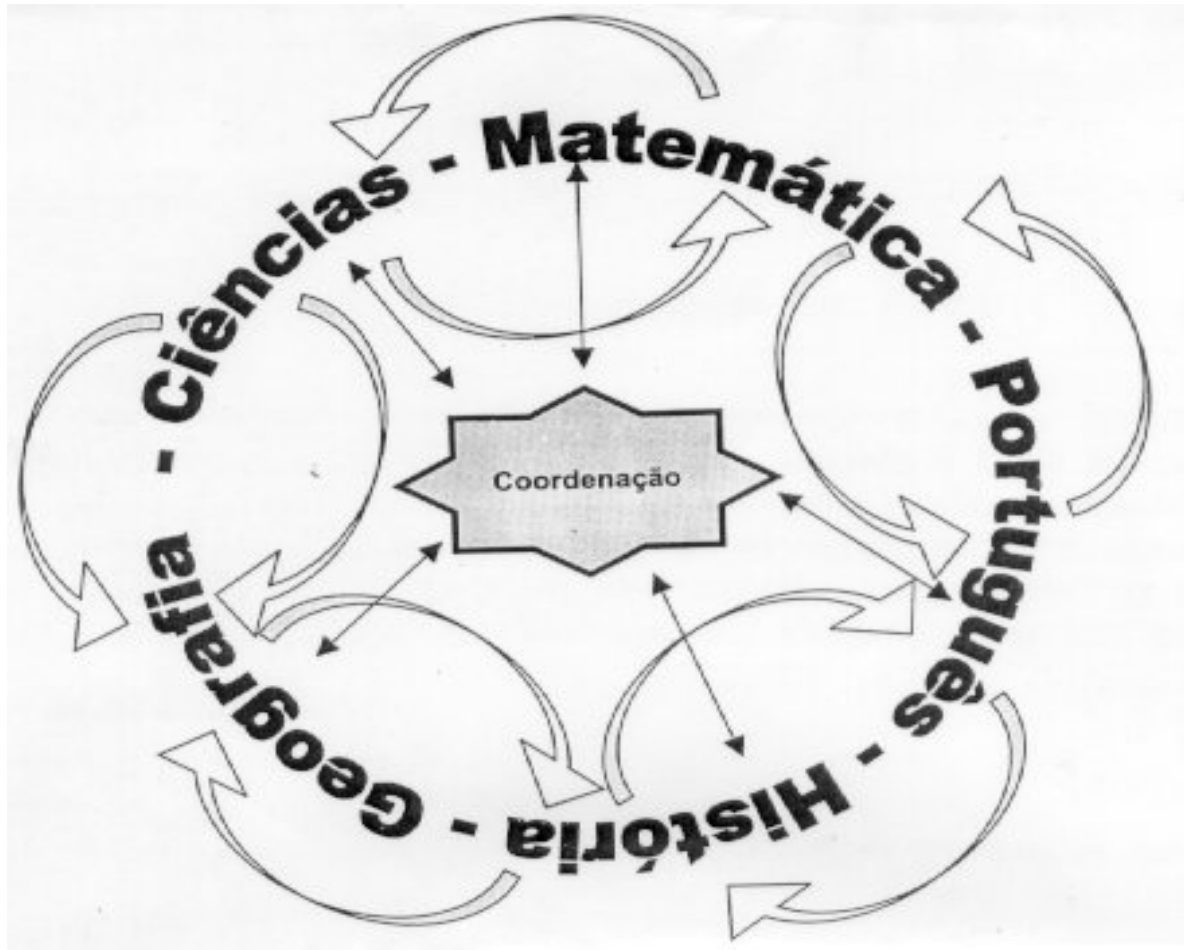 - Ciências - Matemática - Português - História - Geografia
Coordenação